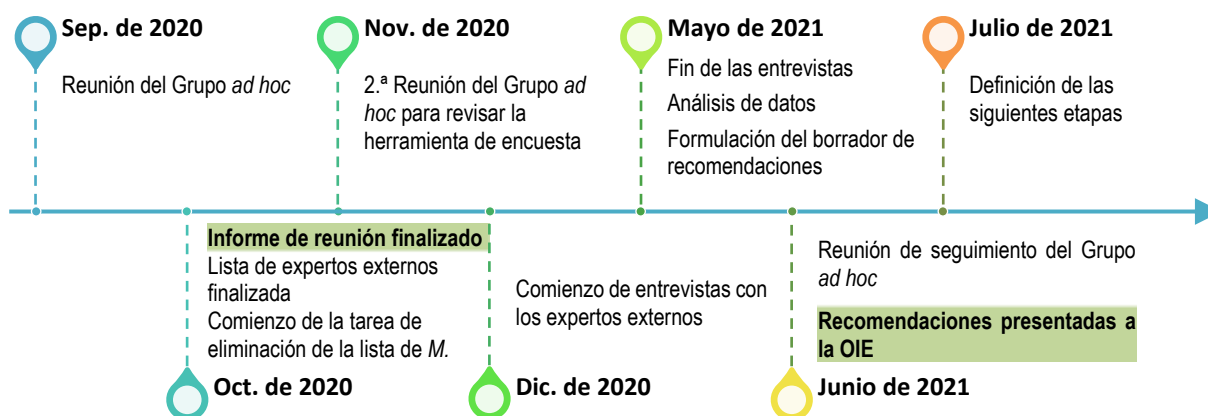 Sep. de 2020
Reunión del Grupo ad hoc
Nov. de 2020
2.ª Reunión del Grupo ad
hoc para revisar la
herramienta de encuesta
Mayo de 2021
Fin de las entrevistas
Análisis de datos
Formulación del borrador de
recomendaciones
Julio de 2021
Definición de las
siguientes etapas
Informe de reunión finalizado
Lista de expertos externos
finalizada
Comienzo de la tarea de
eliminación de la lista de M.
Oct. de 2020
Comienzo de entrevistas con
los expertos externos
Dic. de 2020
Reunión de seguimiento del Grupo
ad hoc
Recomendaciones presentadas a
la OIE
Junio de 2021